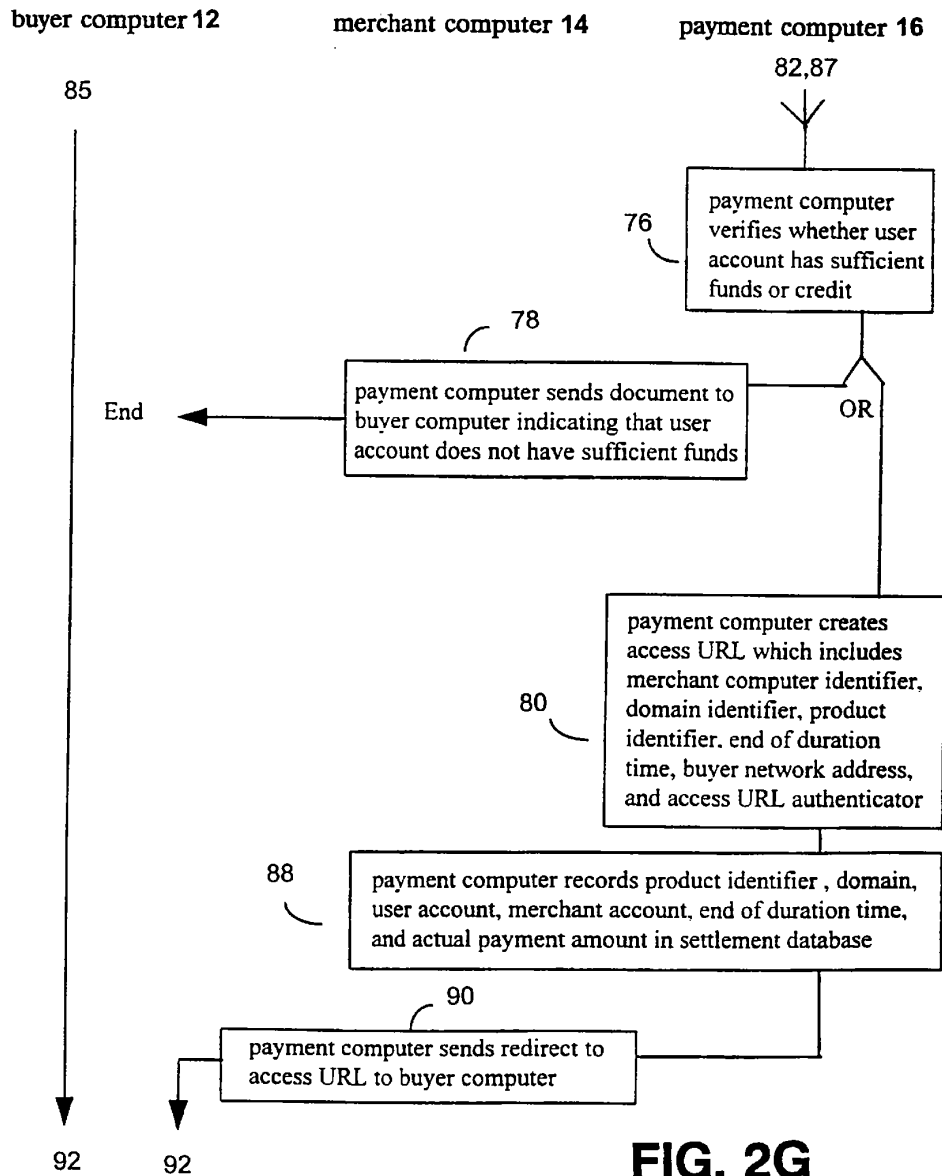 buyer computer 12 merchant computer 14 payment computer 16
82,87
85
payment computer
verifies whether user
account has sufficient
funds or credit
76
78
payment computer sends document to
buyer computer indicating that user
account does not have sufficient funds
End
OR
payment computer creates
access URL which includes
merchant computer identifier,
domain identifier, product
identifier, end of duration
time, buyer network address,
and access URL authenticator
80
88
payment computer records product identifier , domain,
user account, merchant account, end of duration time,
and actual payment amount in settlement database
90
payment computer sends redirect to
access URL to buyer computer
92 92
FIG. 2G